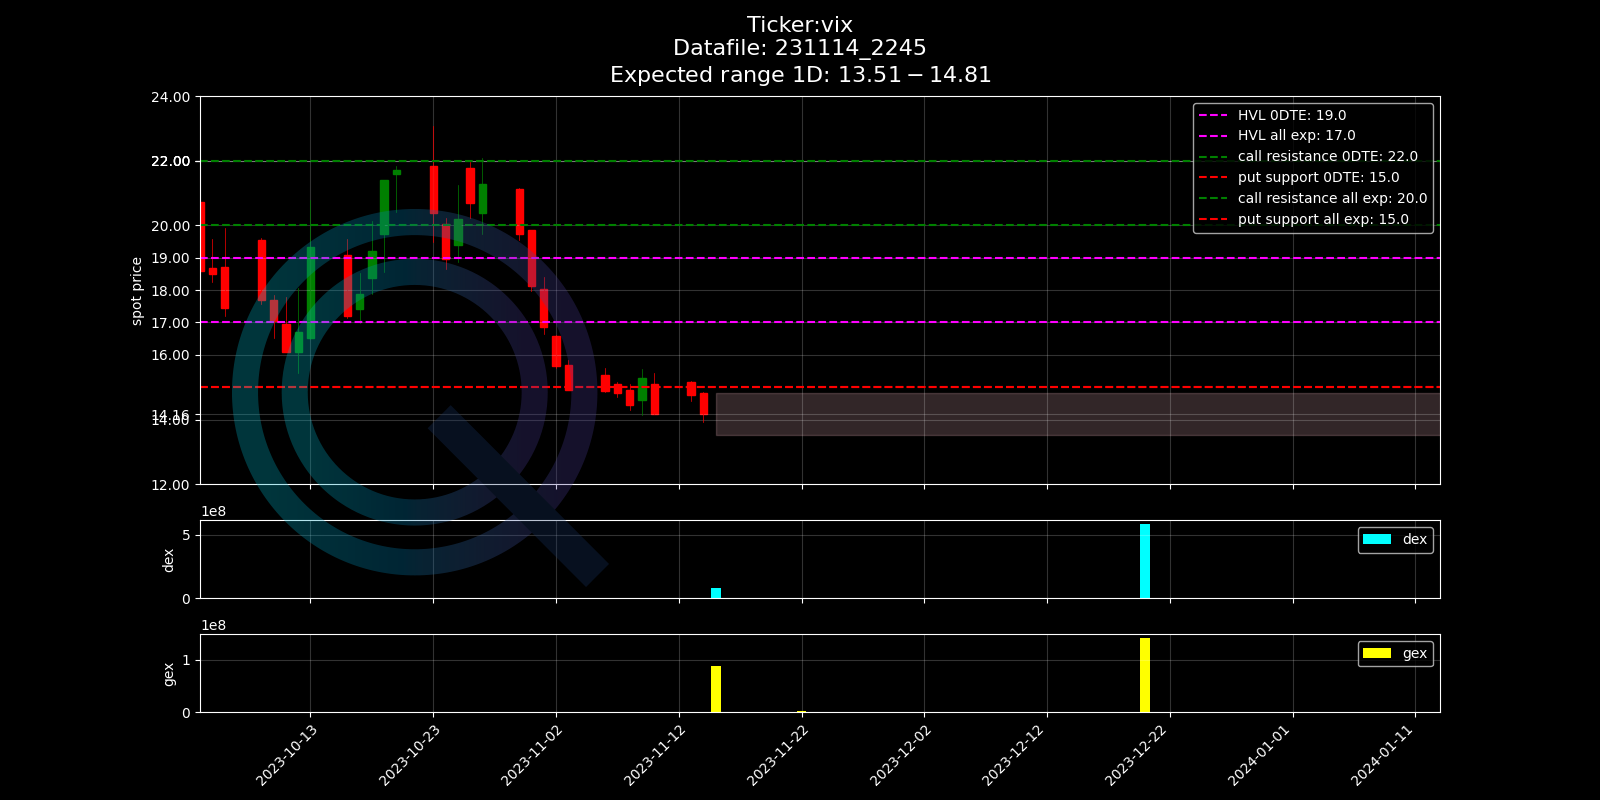 Ticker:vix
Datafile: 231114_2245
Expected range 1D: 13.51 − 14.81
24.00
22.00
20.00
19.00
18.00
17.00
16.00
14.16
14.00
12.00
spot price
HVL 0DTE: 19.0
HVL all exp: 17.0
call resistance 0DTE: 22.0
put support 0DTE: 15.0
call resistance all exp: 20.0
put support all exp: 15.0
1e8
5
0
dex
dex
1e8
1
0
gex
gex
2023-10-13
2023-10-23
2023-11-02
2023-11-12
2023-11-22
2023-12-02
2023-12-12
2023-12-22
2024-01-01
2024-01-11